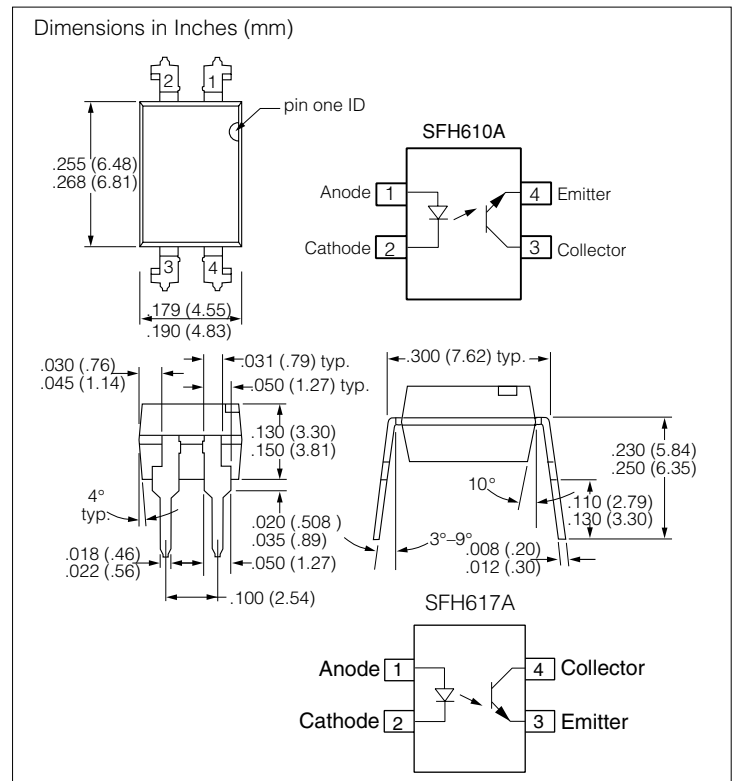 Dimensions in Inches (mm)
2 1
pin one ID
.255 (6.48)
.268 (6.81)
3 4
.179 (4.55)
.190 (4.83)
SFH610A
Anode 1
4 Emitter
Cathode 2
3 Collector
.030 (.76)
.045 (1.14)
.031 (.79) typ.
.050 (1.27) typ.
.130 (3.30)
.150 (3.81)
4°
typ.
.020 (.508 )
.035 (.89)
.018 (.46)
.022 (.56)
.050 (1.27)
.100 (2.54)
.300 (7.62) typ.
.230 (5.84)
.250 (6.35)
10°
.110 (2.79)
.130 (3.30)
3°–9°
.008 (.20)
.012 (.30)
SFH617A
Anode 1
4 Collector
Cathode 2
3 Emitter